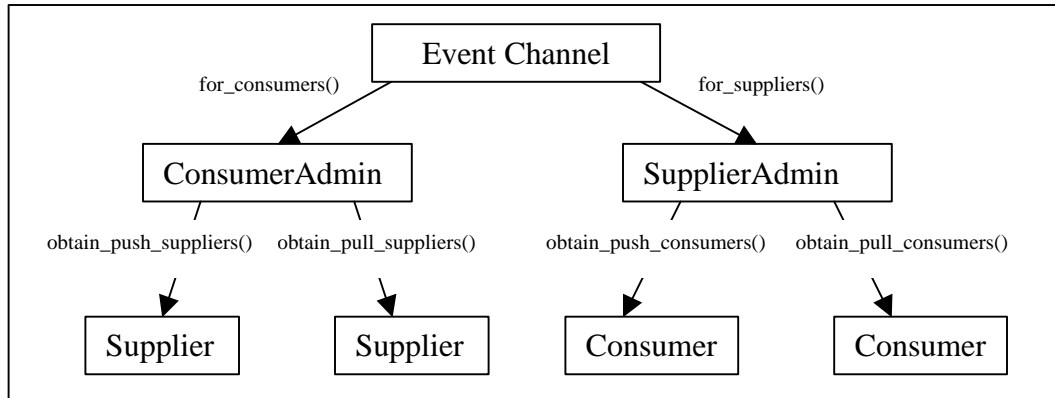 Event Channel
for_consumers()
for_suppliers()
ConsumerAdmin
SupplierAdmin
obtain_push_suppliers()
obtain_pull_suppliers()
obtain_push_consumers()
obtain_pull_consumers()
Supplier
Supplier
Consumer
Consumer